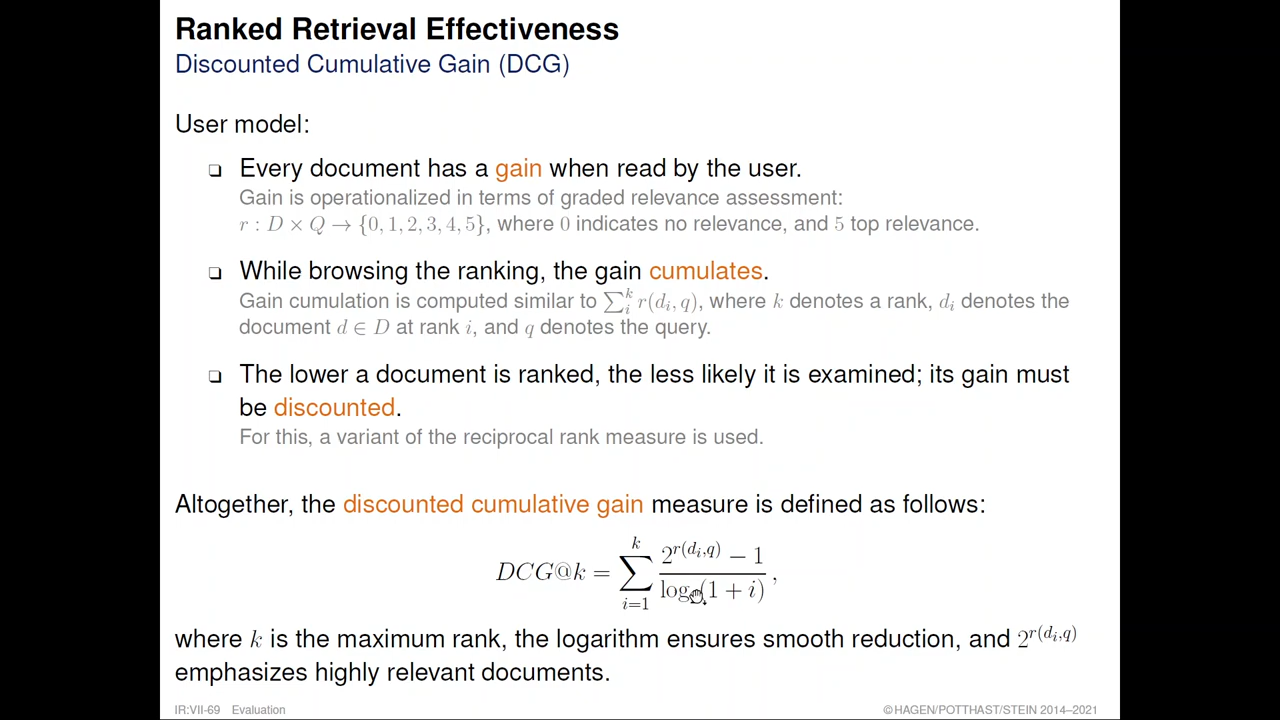 Ranked Retrieval Effectiveness
Discounted Cumulative Gain (DCG)
User model:
❏ Every document has a gain when read by the user.
Gain is operationalized in terms of graded relevance assessment:
r : D × Q → {0, 1, 2, 3, 4, 5}, where 0 indicates no relevance, and 5 top relevance.
❏ While browsing the ranking, the gain cumulates.
Gain cumulation is computed similar to ∑_i^k r(d_i, q), where k denotes a rank, d_i denotes the
document d ∈ D at rank i, and q denotes the query.
❏ The lower a document is ranked, the less likely it is examined; its gain must
be discounted.
For this, a variant of the reciprocal rank measure is used.
Altogether, the discounted cumulative gain measure is defined as follows:
DCG@k = ∑_{i=1}^{k} (2^{r(d_i,q)} − 1) / (log (1 + i)),
where k is the maximum rank, the logarithm ensures smooth reduction, and 2^{r(d_i,q)}
emphasizes highly relevant documents.
IR:VII-69 Evaluation
©HAGEN/POTTHAST/STEIN 2014–2021